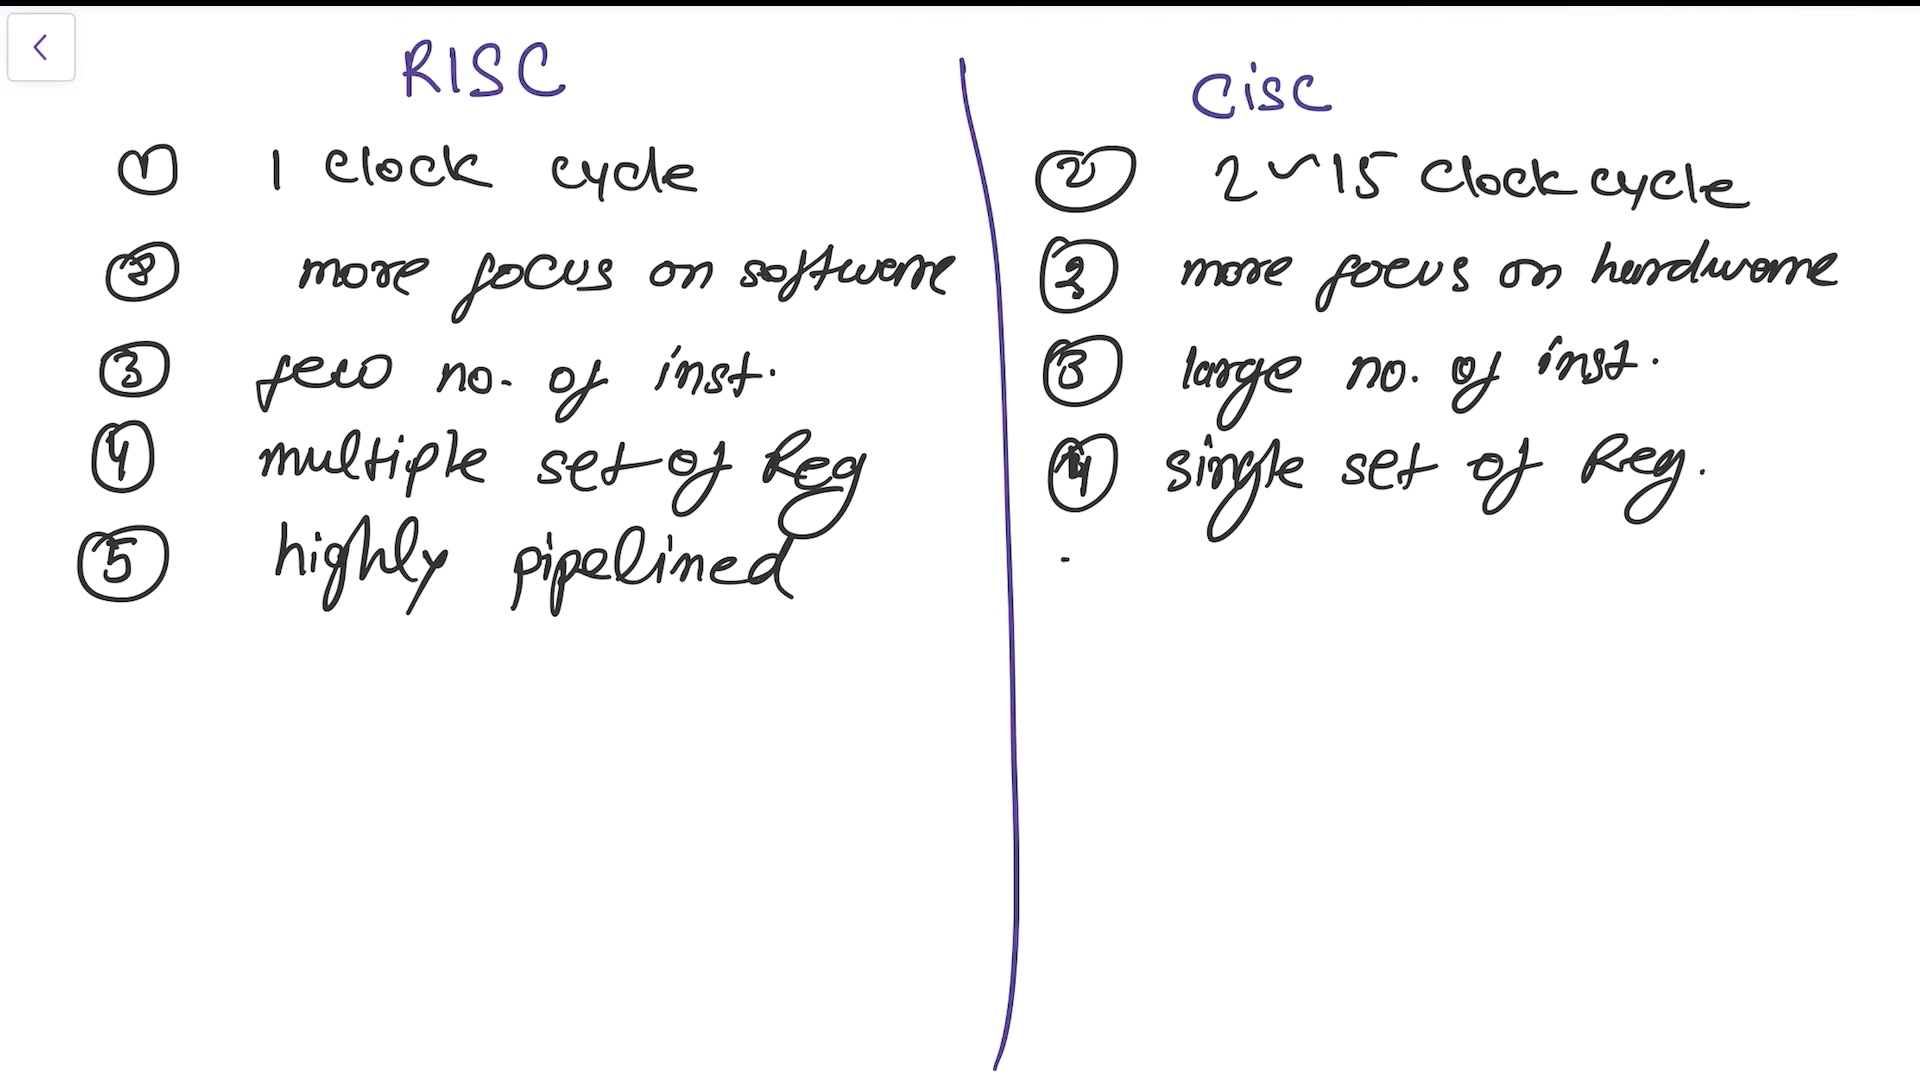 RISC
① 1 clock cycle
② more focus on software
③ few no. of inst.
④ multiple set of Reg
⑤ highly pipelined
Cisc
② 2~15 Clock cycle
② more focus on hardware
③ large no. of inst.
④ single set of Reg.